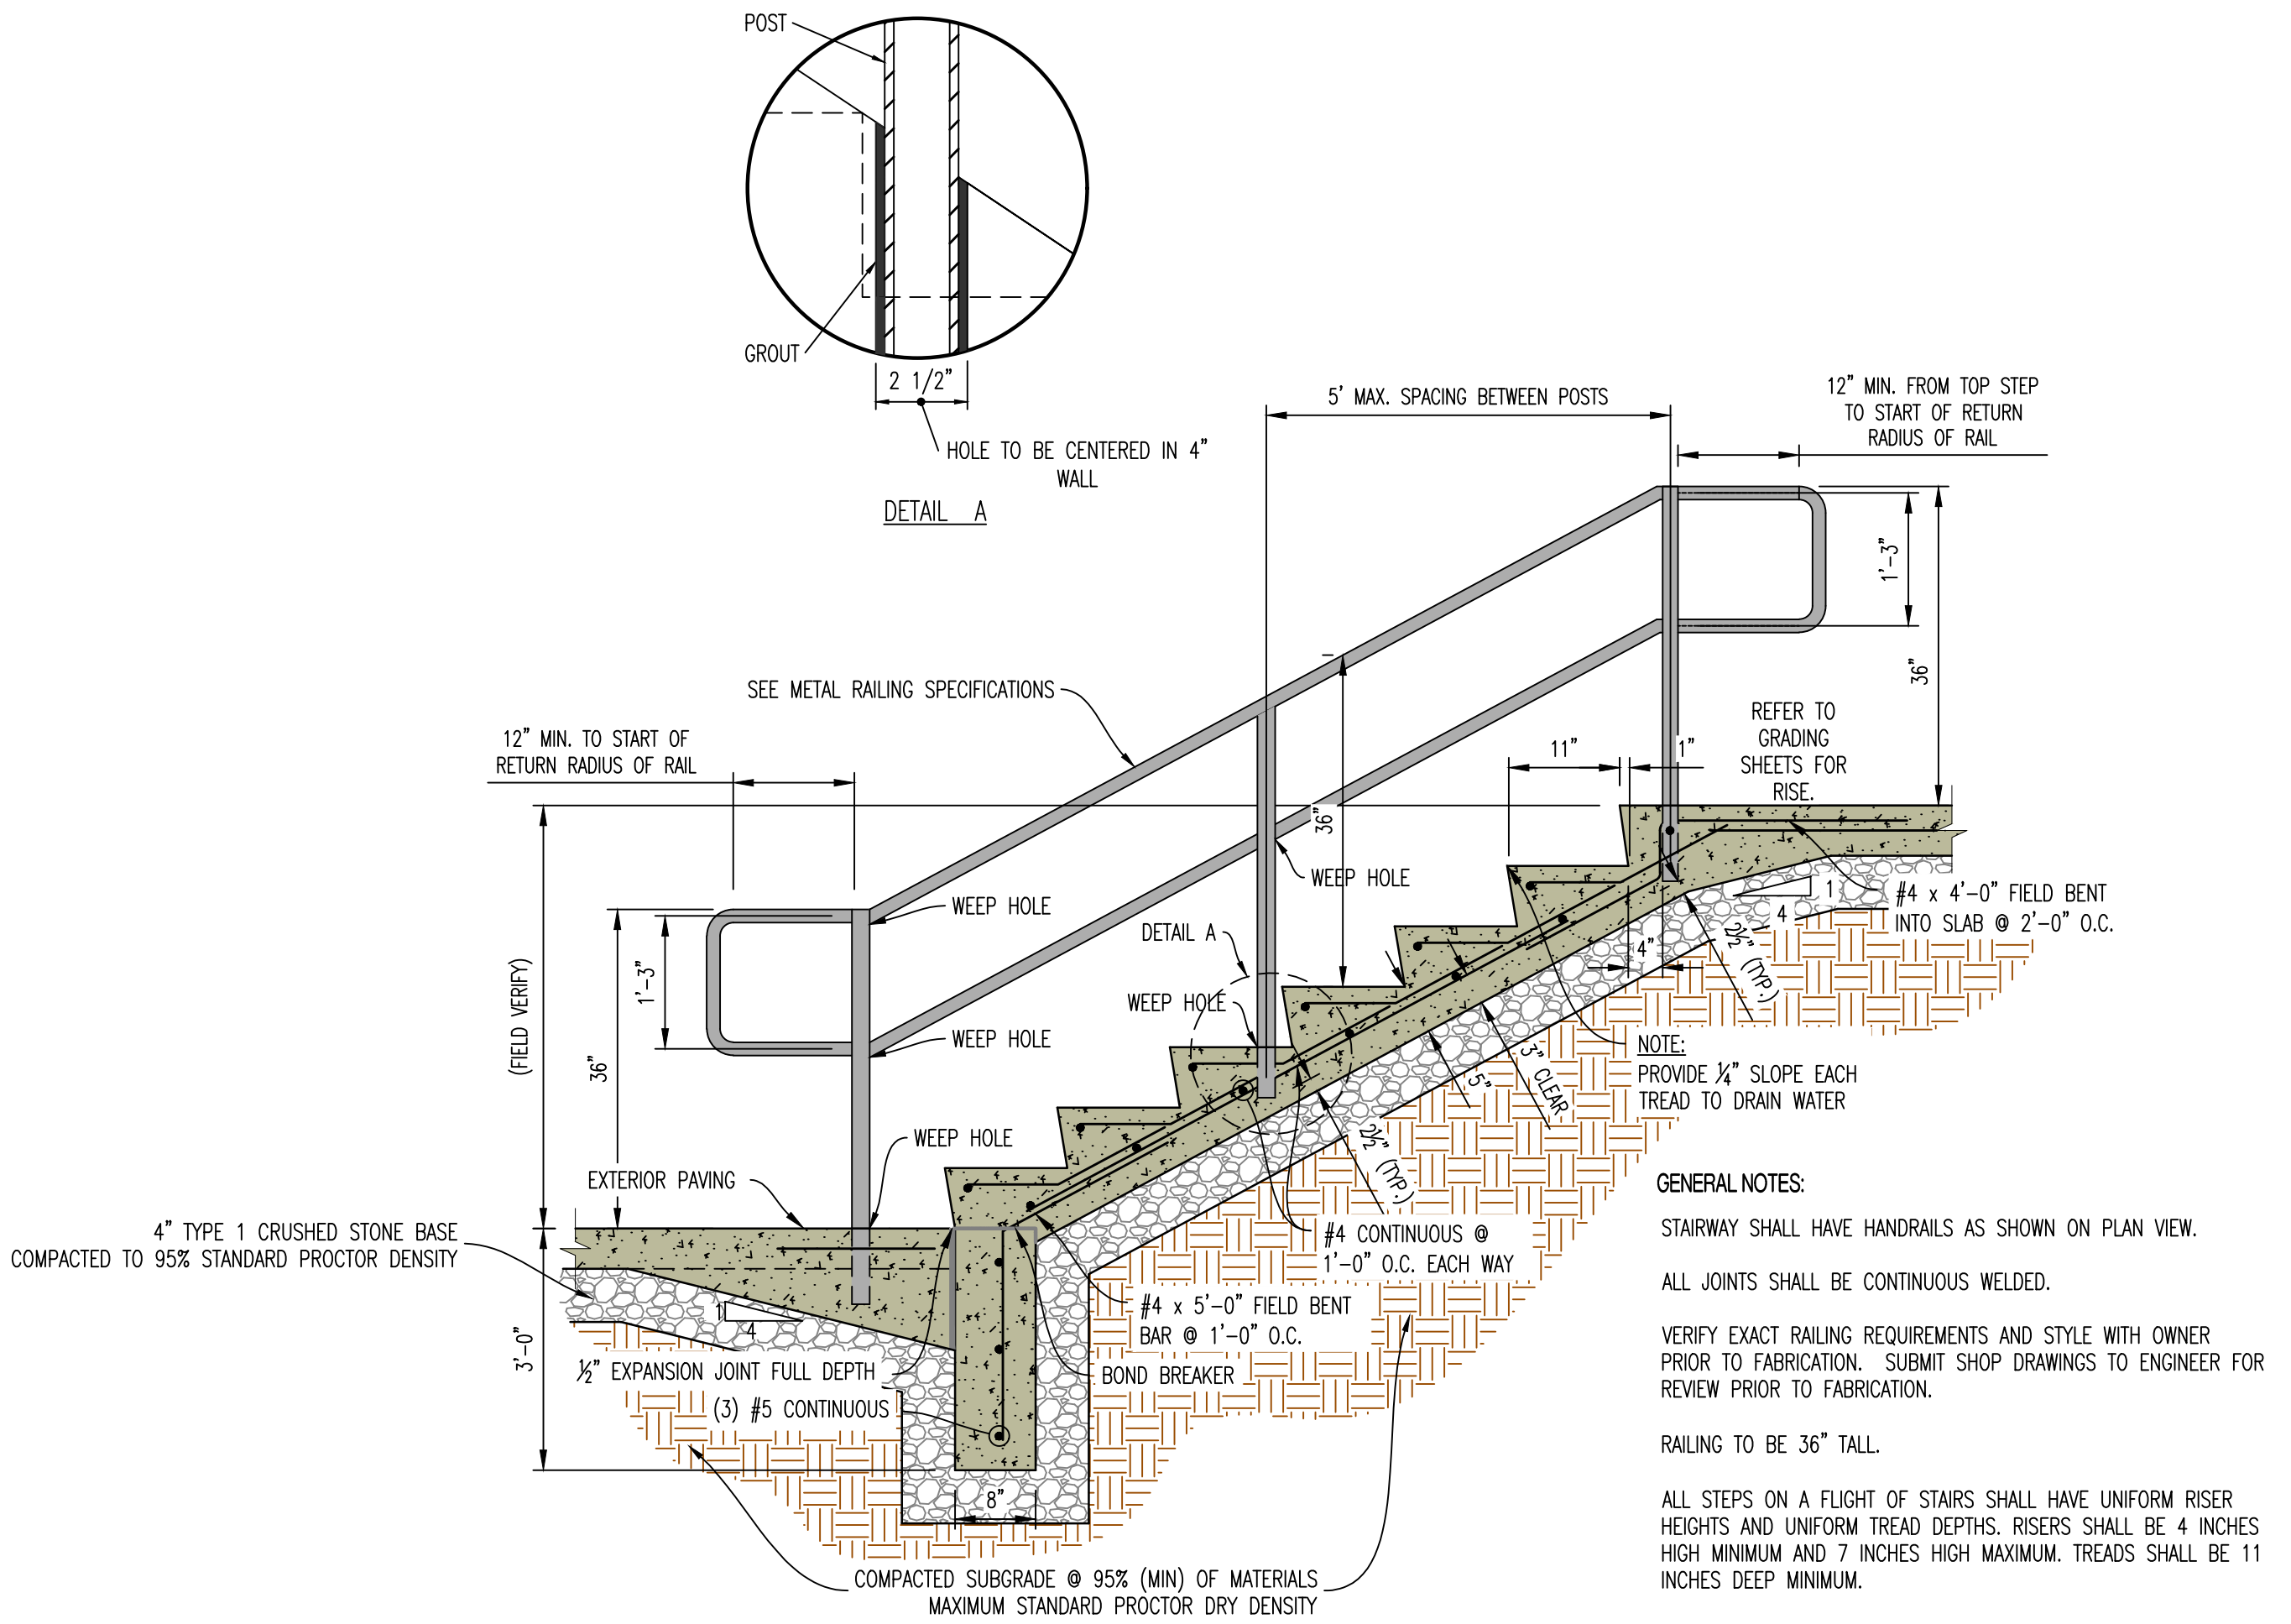 POST
GROUT
2 1/2"
HOLE TO BE CENTERED IN 4"
WALL
DETAIL A
5' MAX. SPACING BETWEEN POSTS
12" MIN. FROM TOP STEP
TO START OF RETURN
RADIUS OF RAIL
1'-3"
36"
SEE METAL RAILING SPECIFICATIONS
12" MIN. TO START OF
RETURN RADIUS OF RAIL
REFER TO
GRADING
SHEETS FOR
RISE.
11"
1"
36"
WEEP HOLE
WEEP HOLE
DETAIL A
WEEP HOLE
WEEP HOLE
WEEP HOLE
(FIELD VERIFY)
36"
1'-3"
1
4
#4 x 4'-0" FIELD BENT
INTO SLAB @ 2'-0" O.C.
2½" (TYP.)
4"
NOTE:
PROVIDE ¼" SLOPE EACH
TREAD TO DRAIN WATER
3" CLEAR
5"
2½" (TYP.)
EXTERIOR PAVING
4" TYPE 1 CRUSHED STONE BASE
COMPACTED TO 95% STANDARD PROCTOR DENSITY
#4 CONTINUOUS @
1'-0" O.C. EACH WAY
#4 x 5'-0" FIELD BENT
BAR @ 1'-0" O.C.
BOND BREAKER
1
4
3'-0"
½" EXPANSION JOINT FULL DEPTH
(3) #5 CONTINUOUS
8"
COMPACTED SUBGRADE @ 95% (MIN) OF MATERIALS
MAXIMUM STANDARD PROCTOR DRY DENSITY
GENERAL NOTES:
STAIRWAY SHALL HAVE HANDRAILS AS SHOWN ON PLAN VIEW.
ALL JOINTS SHALL BE CONTINUOUS WELDED.
VERIFY EXACT RAILING REQUIREMENTS AND STYLE WITH OWNER
PRIOR TO FABRICATION. SUBMIT SHOP DRAWINGS TO ENGINEER FOR
REVIEW PRIOR TO FABRICATION.
RAILING TO BE 36" TALL.
ALL STEPS ON A FLIGHT OF STAIRS SHALL HAVE UNIFORM RISER
HEIGHTS AND UNIFORM TREAD DEPTHS. RISERS SHALL BE 4 INCHES
HIGH MINIMUM AND 7 INCHES HIGH MAXIMUM. TREADS SHALL BE 11
INCHES DEEP MINIMUM.